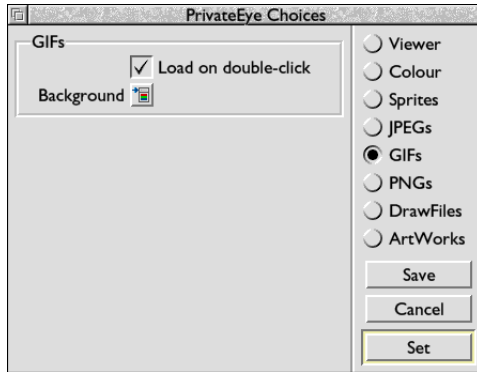 PrivateEye Choices
GIFs
Load on double-click
Background
Viewer
Colour
Sprites
JPEGs
GIFs
PNGs
DrawFiles
ArtWorks
Save
Cancel
Set